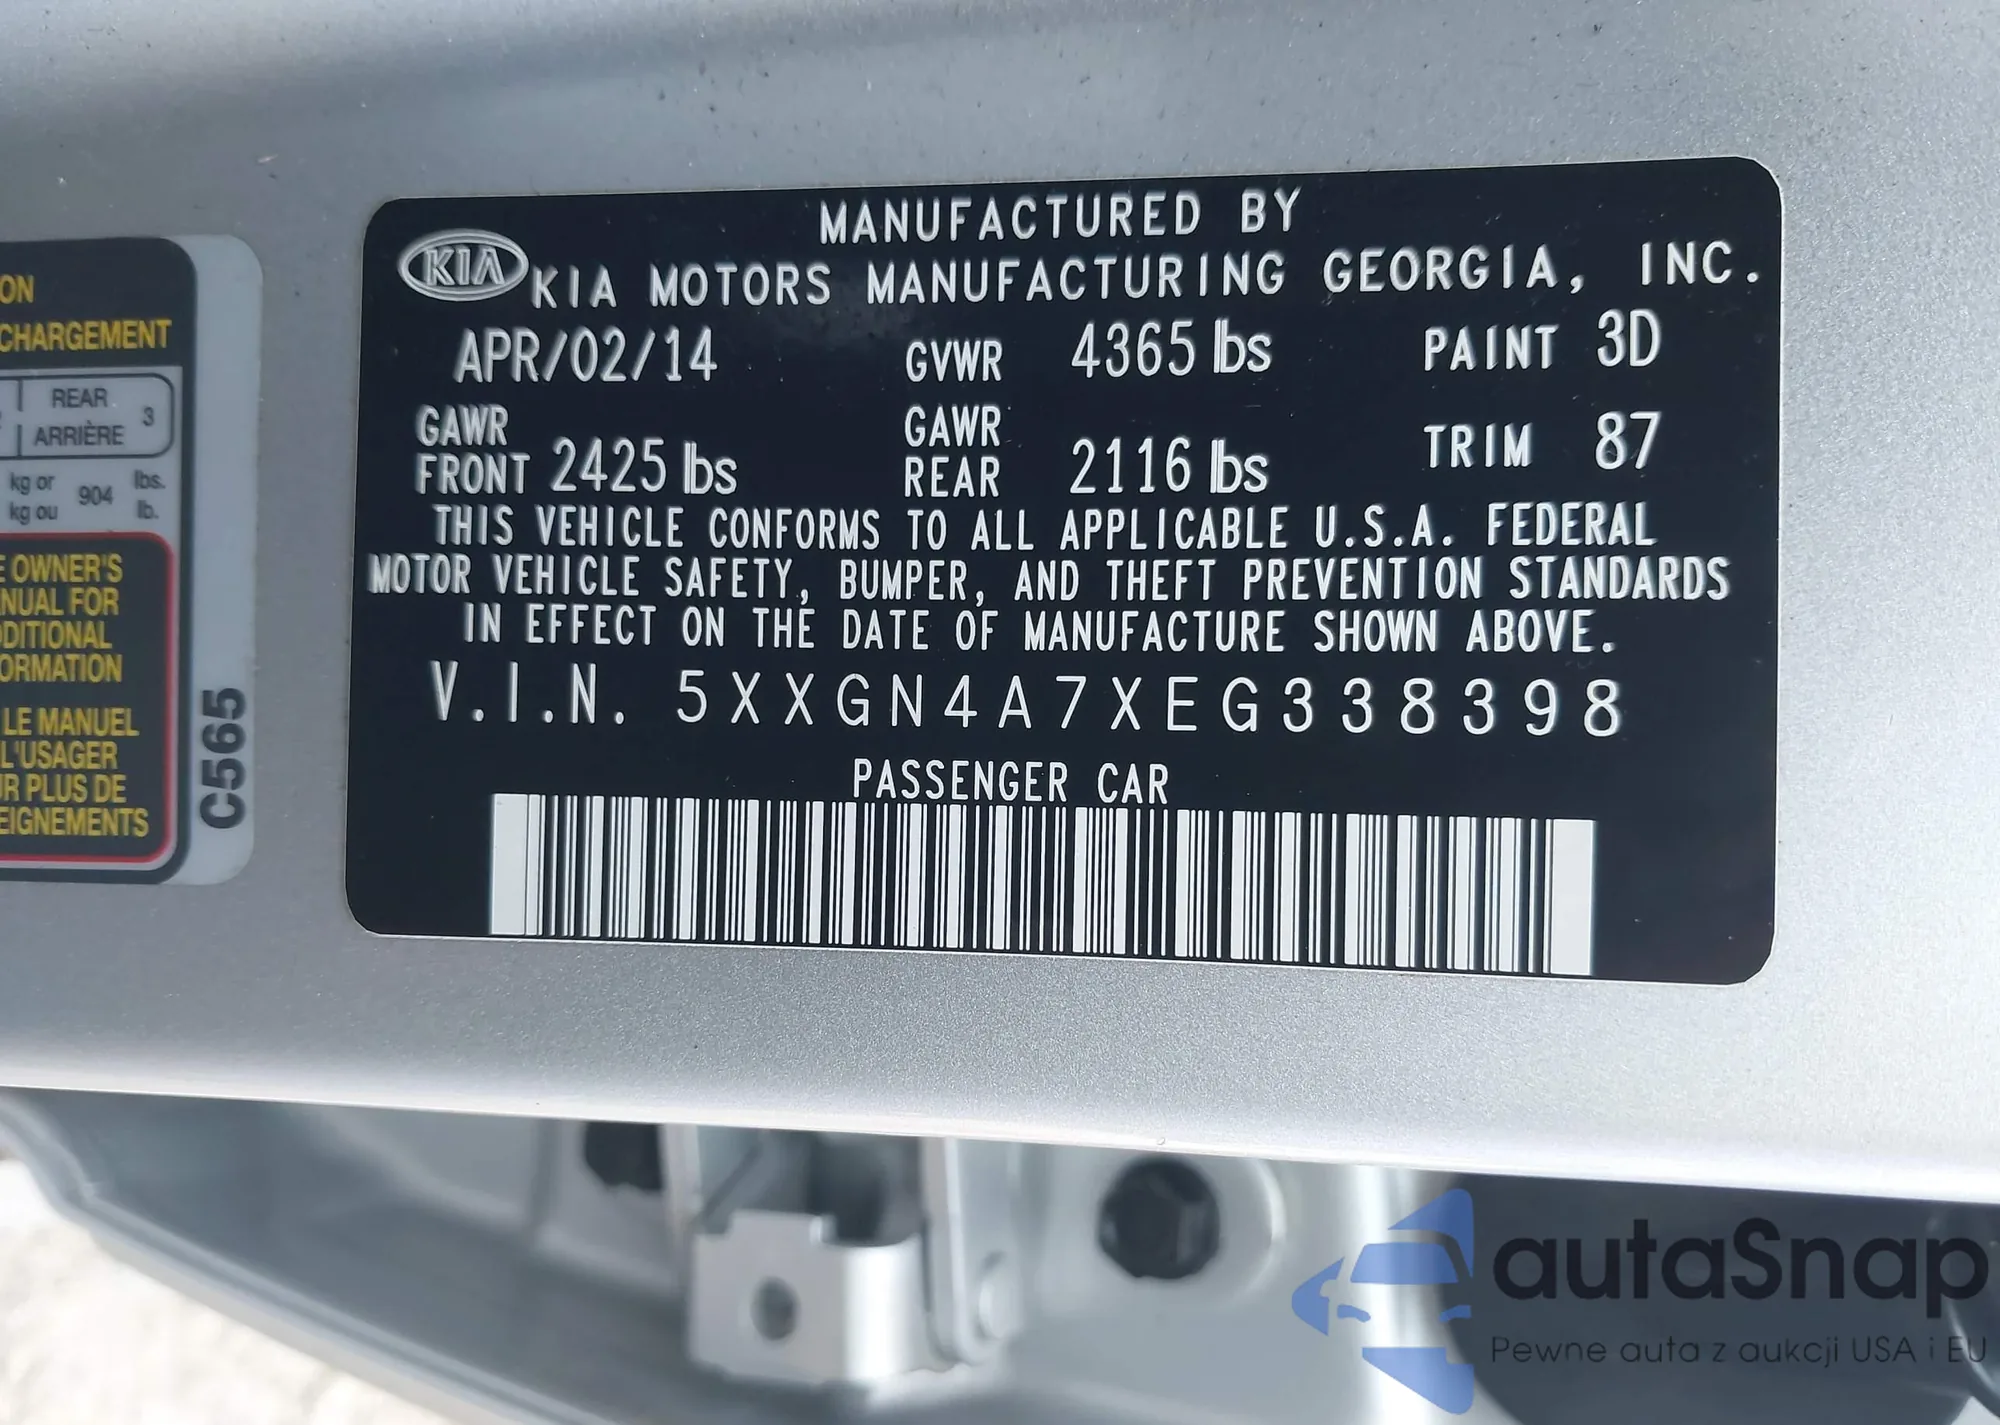 ON
CHARGEMENT
REAR
ARRIÈRE 3
kg or 904 lbs.
kg ou lb.
E OWNER'S
NUAL FOR
DDITIONAL
ORMATION
LE MANUEL
L'USAGER
UR PLUS DE
EIGNEMENTS
C565
MANUFACTURED BY
KIA KIA MOTORS MANUFACTURING GEORGIA, INC.
APR/02/14 GVWR 4365 lbs PAINT 3D
GAWR FRONT 2425 lbs GAWR REAR 2116 lbs TRIM 87
THIS VEHICLE CONFORMS TO ALL APPLICABLE U.S.A. FEDERAL
MOTOR VEHICLE SAFETY, BUMPER, AND THEFT PREVENTION STANDARDS
IN EFFECT ON THE DATE OF MANUFACTURE SHOWN ABOVE.
V.I.N. 5XXGN4A7XEG338398
PASSENGER CAR
autaSnap
Pewne auta z aukcji USA i EU